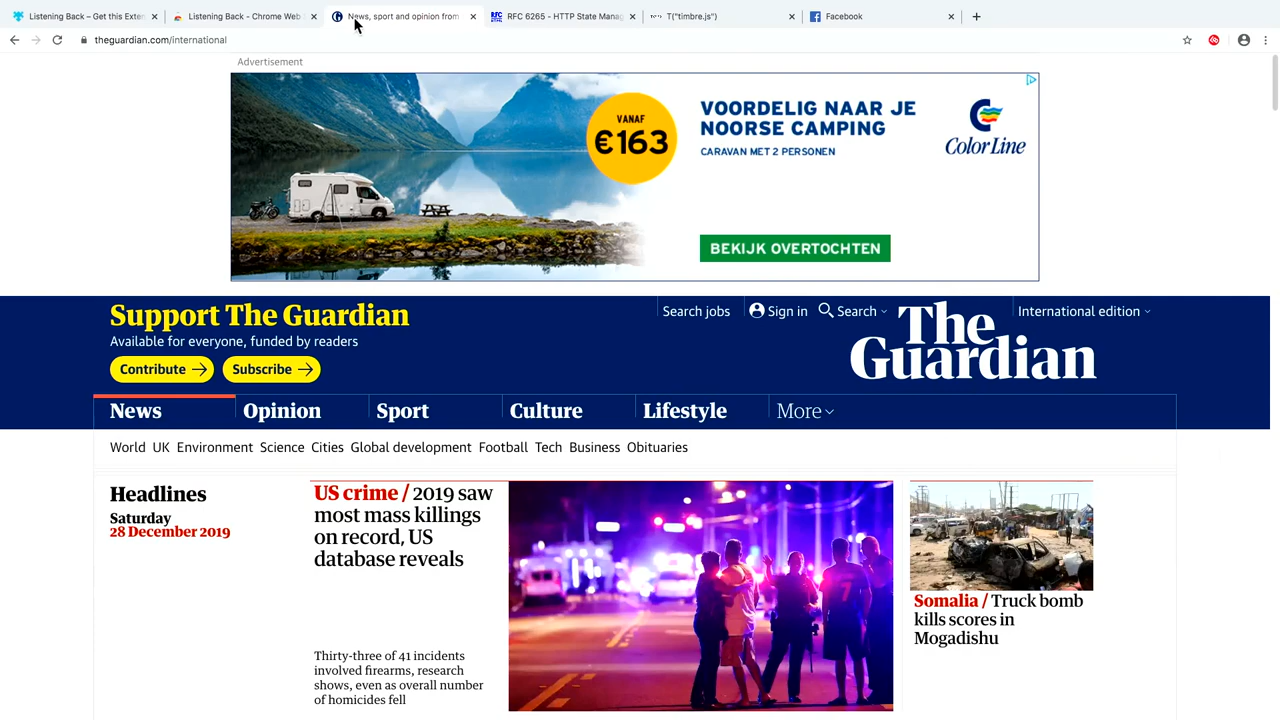 Listening Back – Get this Exten
Listening Back - Chrome Web
News, sport and opinion from
RFC 6265 - HTTP State Manag
T("timbre.js")
Facebook
theguardian.com/international
Advertisement
VANAF
€163
VOORDELIG NAAR JE
NOORSE CAMPING
CARAVAN MET 2 PERSONEN
BEKIJK OVERTOCHTEN
Color Line
Support The Guardian
Available for everyone, funded by readers
Contribute
Subscribe
Search jobs
Sign in
Search
International edition
The
Guardian
News
Opinion
Sport
Culture
Lifestyle
More
World UK Environment Science Cities Global development Football Tech Business Obituaries
Headlines
Saturday
28 December 2019
US crime / 2019 saw
most mass killings
on record, US
database reveals
Thirty-three of 41 incidents
involved firearms, research
shows, even as overall number
of homicides fell
7
Somalia / Truck bomb
kills scores in
Mogadishu